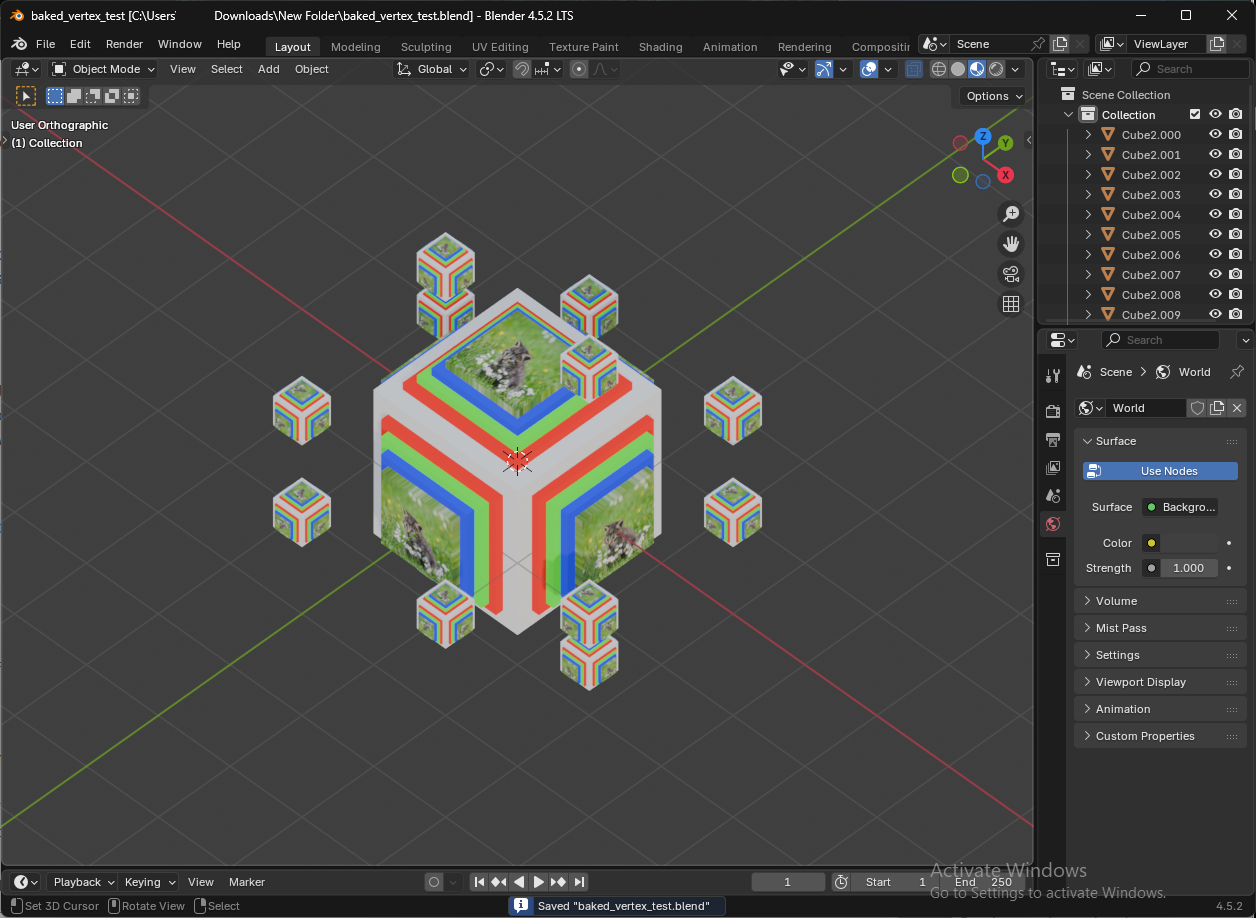 baked_vertex_test [C:\Users' Downloads\New Folder\baked_vertex_test.blend] - Blender 4.5.2 LTS
File Edit Render Window Help Layout Modeling Sculpting UV Editing Texture Paint Shading Animation Rendering Compositin Scene ViewLayer
Object Mode View Select Add Object Global Search
Options
User Orthographic
(1) Collection
Z
Y
X
Scene Collection
Collection
Cube2.000
Cube2.001
Cube2.002
Cube2.003
Cube2.004
Cube2.005
Cube2.006
Cube2.007
Cube2.008
Cube2.009
Search
Scene World
World
Surface
Use Nodes
Surface Backgro...
Color
Strength 1.000
Volume
Mist Pass
Settings
Viewport Display
Animation
Custom Properties
Activate Windows
Go to Settings to activate Windows.
Playback Keying View Marker 1 Start 1 End 250
Set 3D Cursor Rotate View Select Saved "baked_vertex_test.blend" 4.5.2